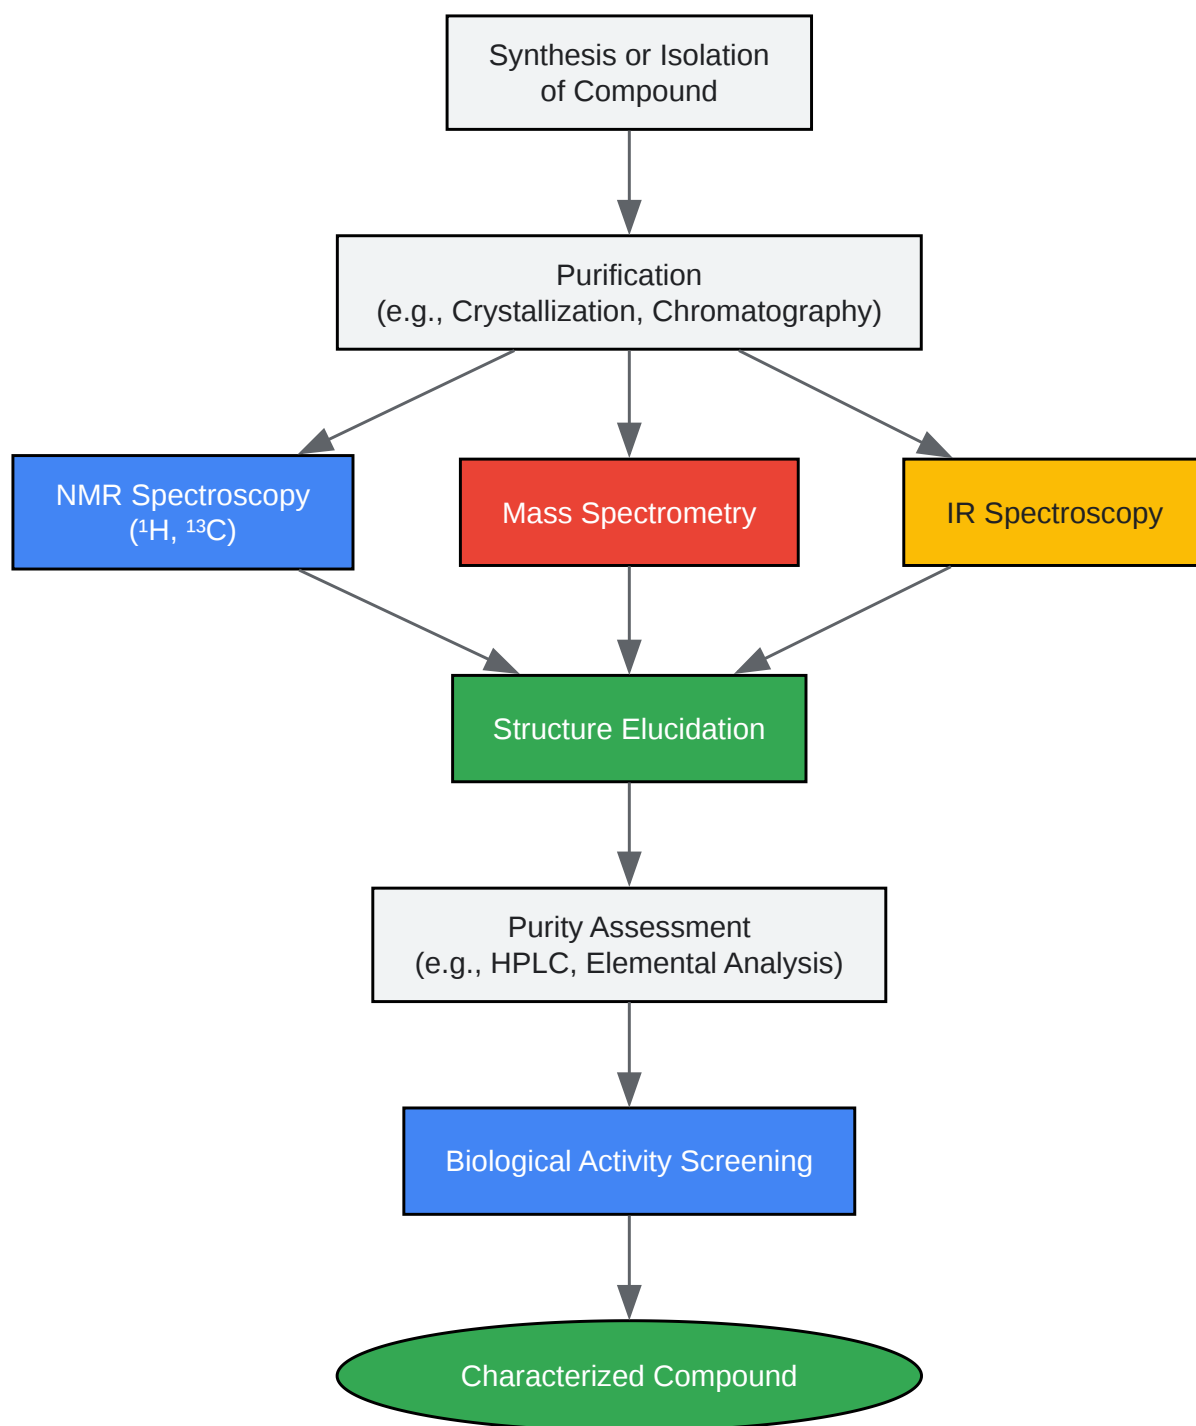 Synthesis or Isolation
of Compound
Purification
(e.g., Crystallization, Chromatography)
NMR Spectroscopy
(¹H, ¹³C)
Mass Spectrometry
IR Spectroscopy
Structure Elucidation
Purity Assessment
(e.g., HPLC, Elemental Analysis)
Biological Activity Screening
Characterized Compound